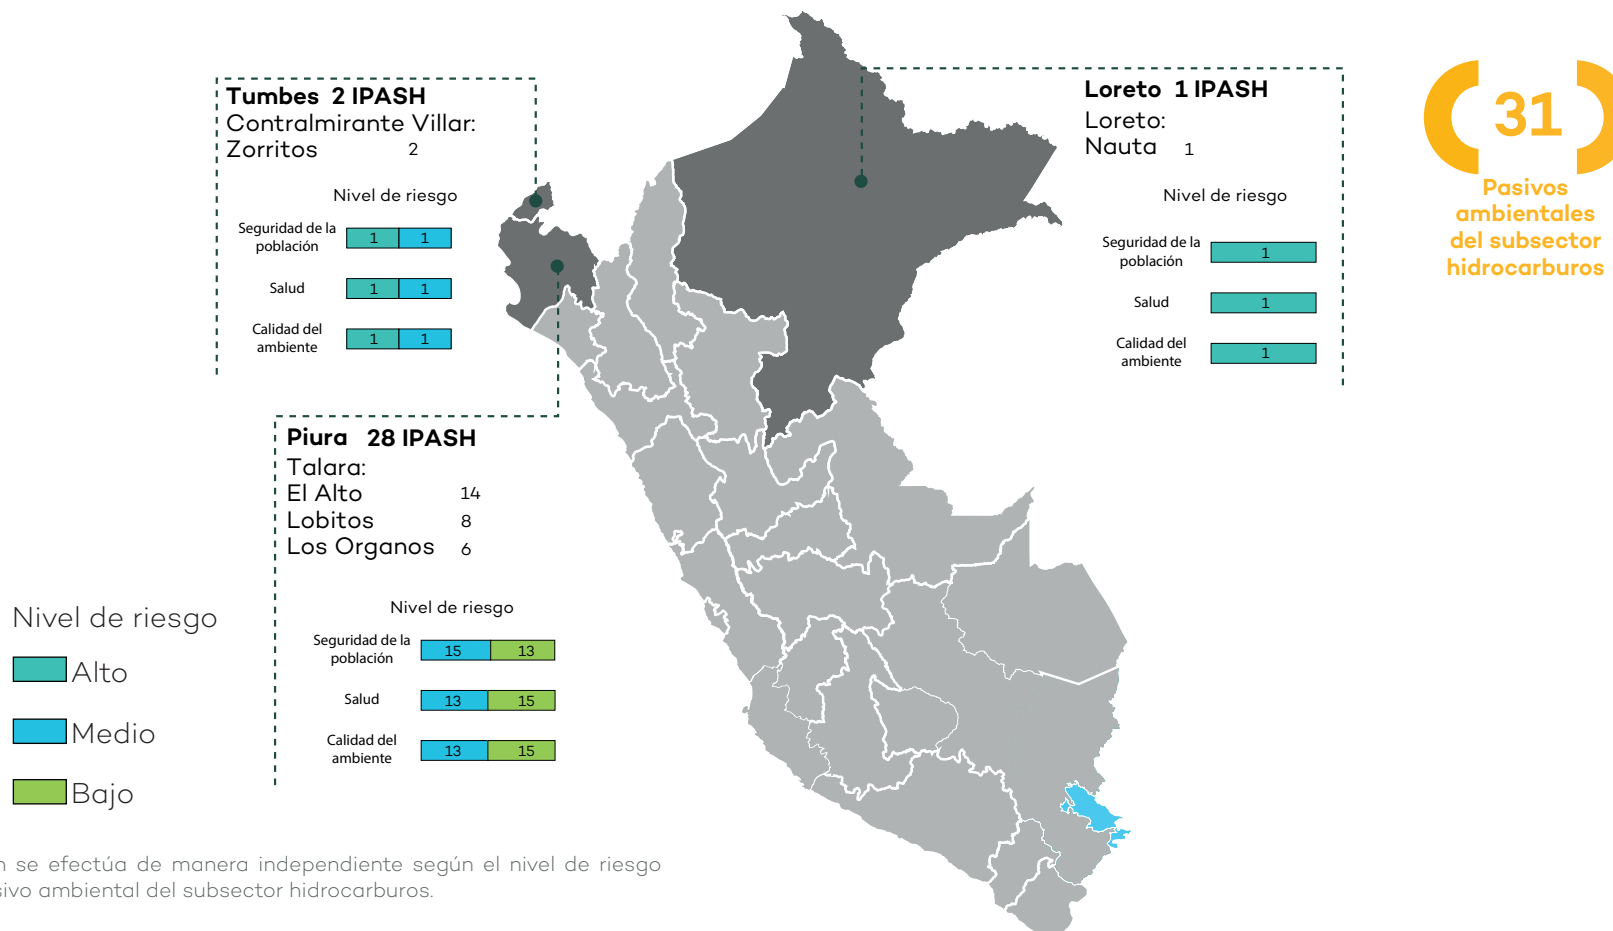 Tumbes 2 IPASH
Contralmirante Villar:
Zorritos 2
Nivel de riesgo
Seguridad de la
población
1 1
Salud
1 1
Calidad del
ambiente
1 1
Loreto 1 IPASH
Loreto:
Nauta 1
Nivel de riesgo
Seguridad de la
población
1
Salud
1
Calidad del
ambiente
1
31
Pasivos
ambientales
del subsector
hidrocarburos
Piura 28 IPASH
Talara:
El Alto 14
Lobitos 8
Los Organos 6
Nivel de riesgo
Seguridad de la
población
15 13
Salud
13 15
Calidad del
ambiente
13 15
Nivel de riesgo
Alto
Medio
Bajo
se efectúa de manera independiente según el nivel de riesgo
ambiental del subsector hidrocarburos.